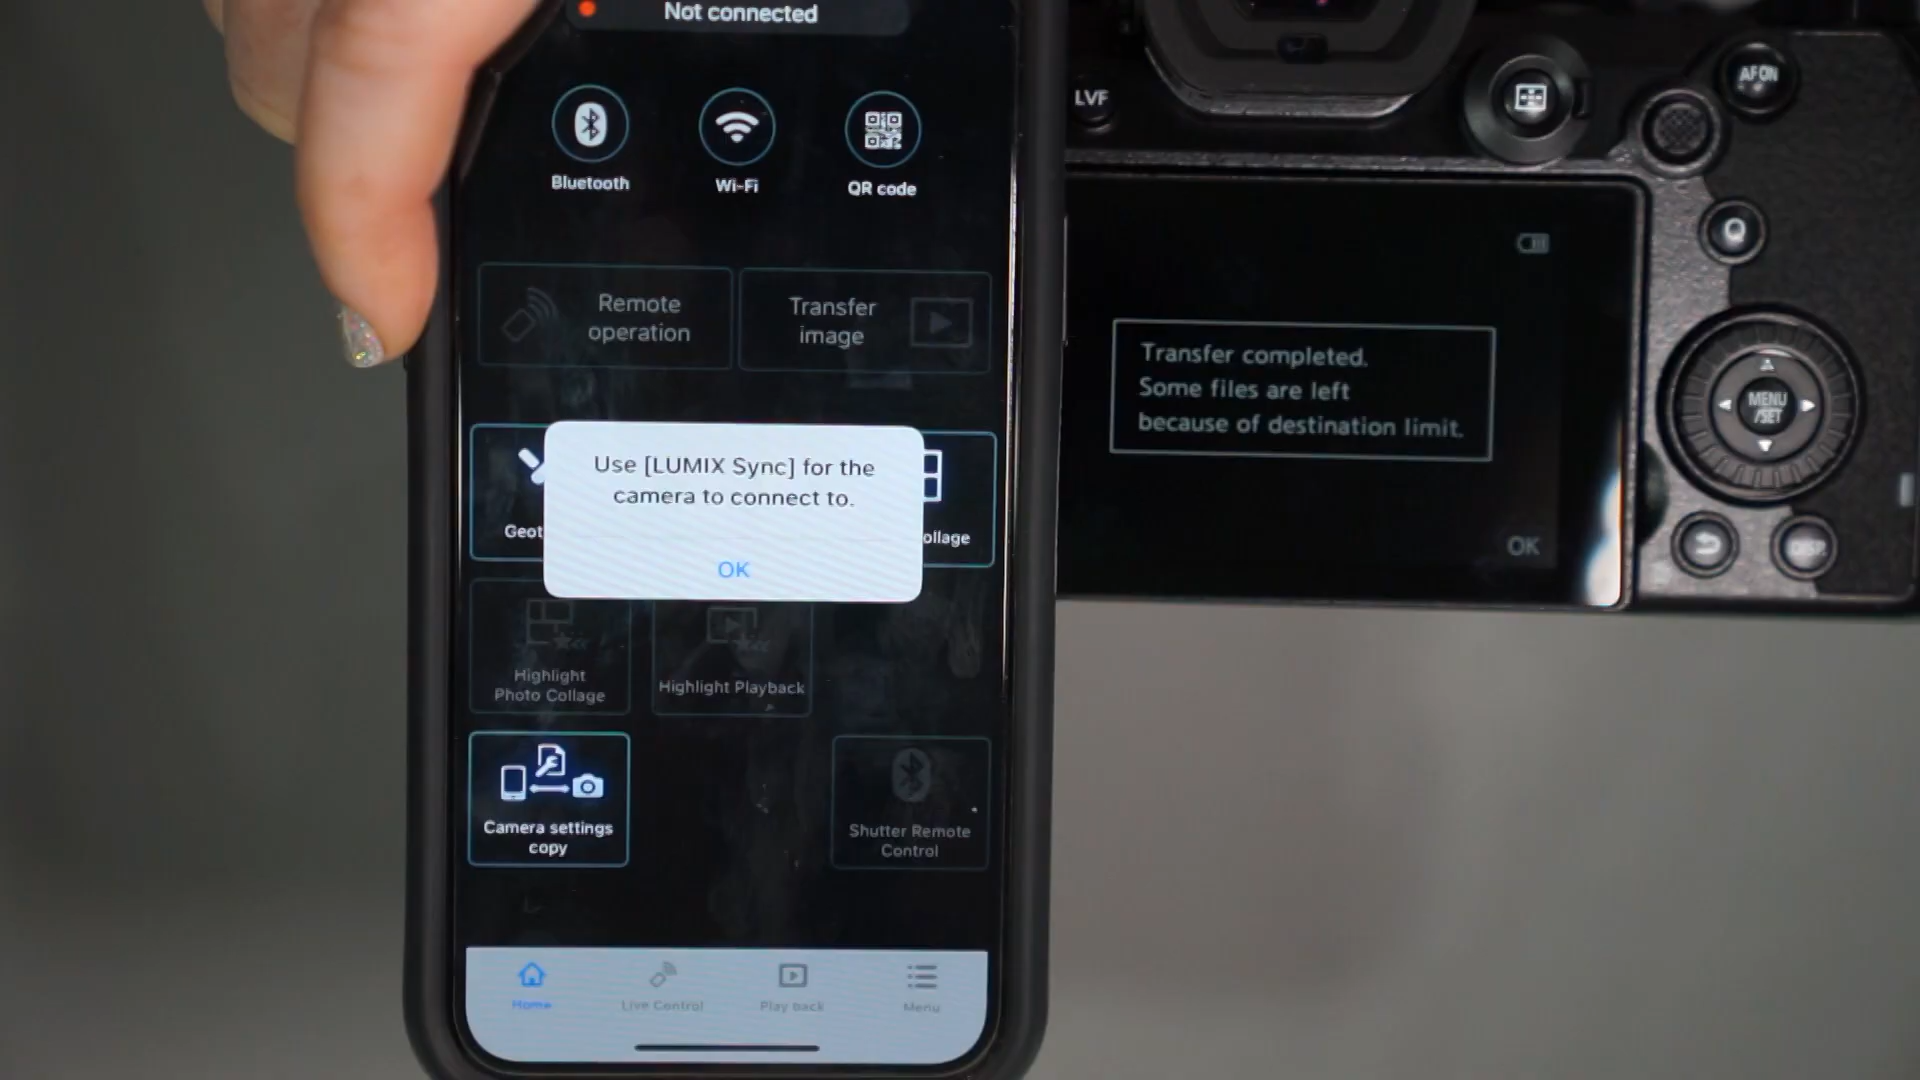 Not connected
Bluetooth
Wi-Fi
QR code
Remote
operation
Transfer
image
Geot
ollage
Use [LUMIX Sync] for the
camera to connect to.
OK
Highlight
Photo Collage
Highlight Playback
Camera settings
copy
Shutter Remote
Control
Home
Live Control
Play back
Menu
LVF
AF ON
Q
Transfer completed.
Some files are left
because of destination limit.
OK
MENU
/SET
DISP.